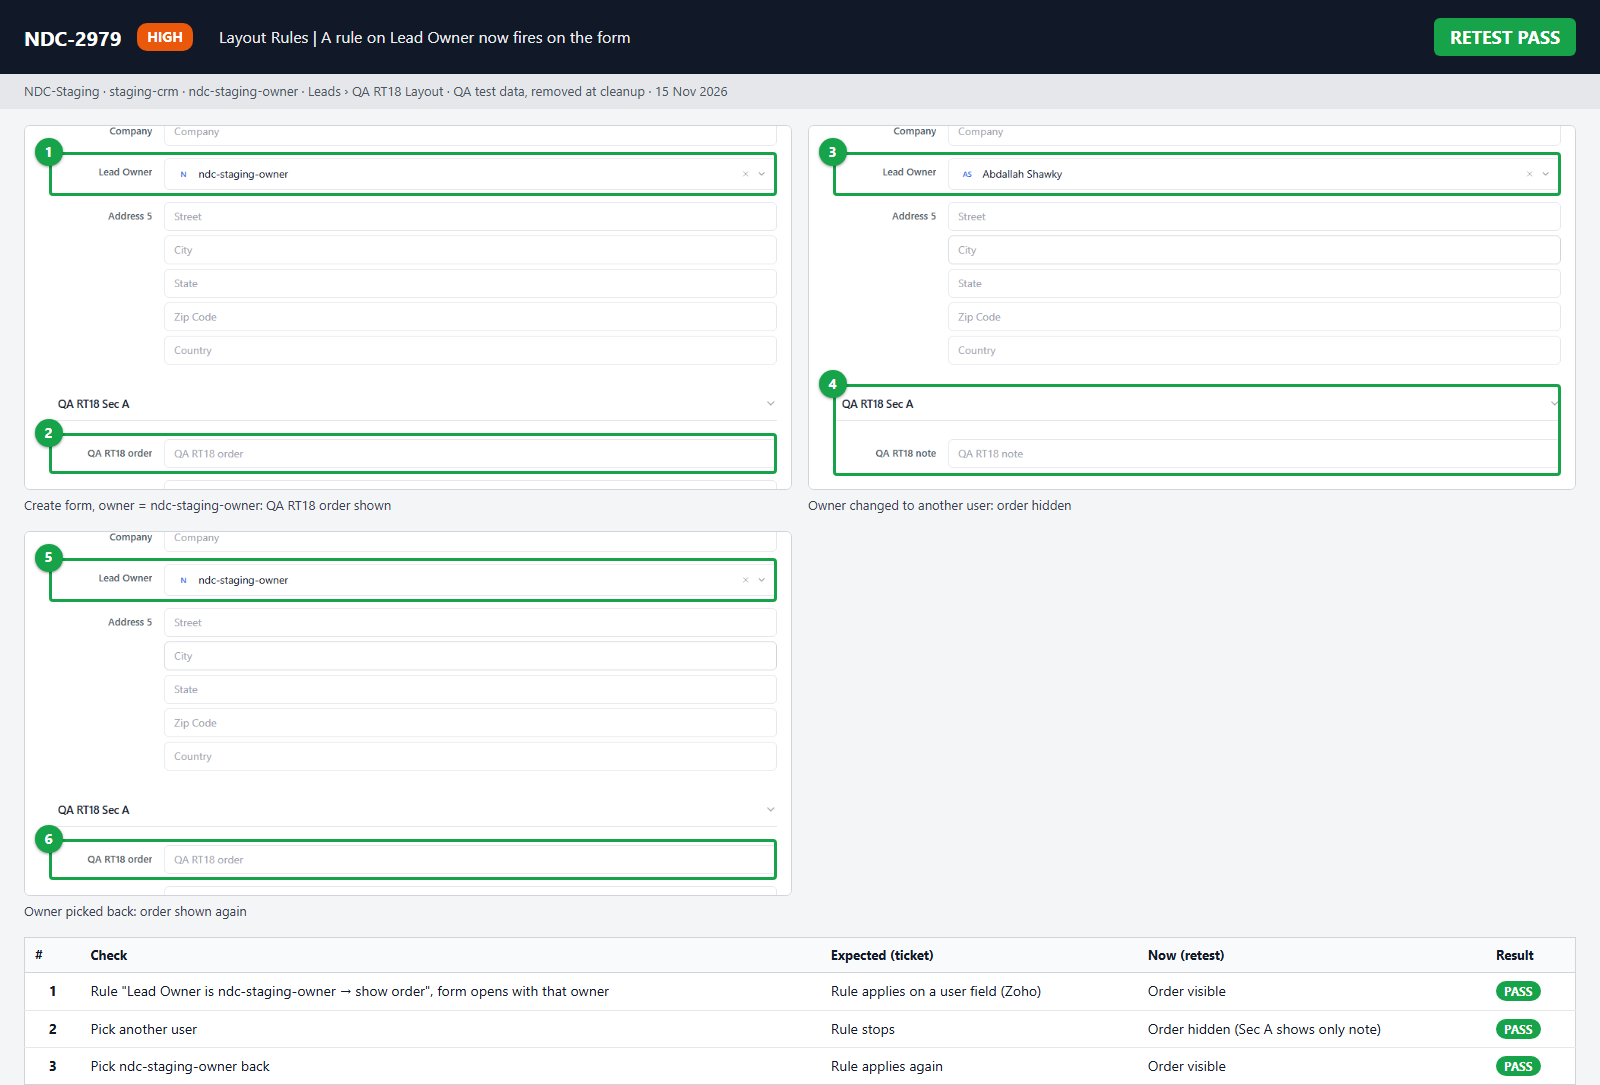 NDC-2979 HIGH Layout Rules | A rule on Lead Owner now fires on the form RETEST PASS
NDC-Staging · staging-crm · ndc-staging-owner · Leads › QA RT18 Layout · QA test data, removed at cleanup · 15 Nov 2026
Company Company
1
Lead Owner N ndc-staging-owner × 
Address 5 Street
City
State
Zip Code
Country
QA RT18 Sec A
2
QA RT18 order QA RT18 order
Create form, owner = ndc-staging-owner: QA RT18 order shown
Company Company
3
Lead Owner AS Abdallah Shawky ×
Address 5 Street
City
State
Zip Code
Country
4
QA RT18 Sec A
QA RT18 note QA RT18 note
Owner changed to another user: order hidden
Company Company
5
Lead Owner N ndc-staging-owner ×
Address 5 Street
City
State
Zip Code
Country
QA RT18 Sec A
6
QA RT18 order QA RT18 order
Owner picked back: order shown again
# Check Expected (ticket) Now (retest) Result
1 Rule "Lead Owner is ndc-staging-owner → show order", form opens with that owner Rule applies on a user field (Zoho) Order visible PASS
2 Pick another user Rule stops Order hidden (Sec A shows only note) PASS
3 Pick ndc-staging-owner back Rule applies again Order visible PASS